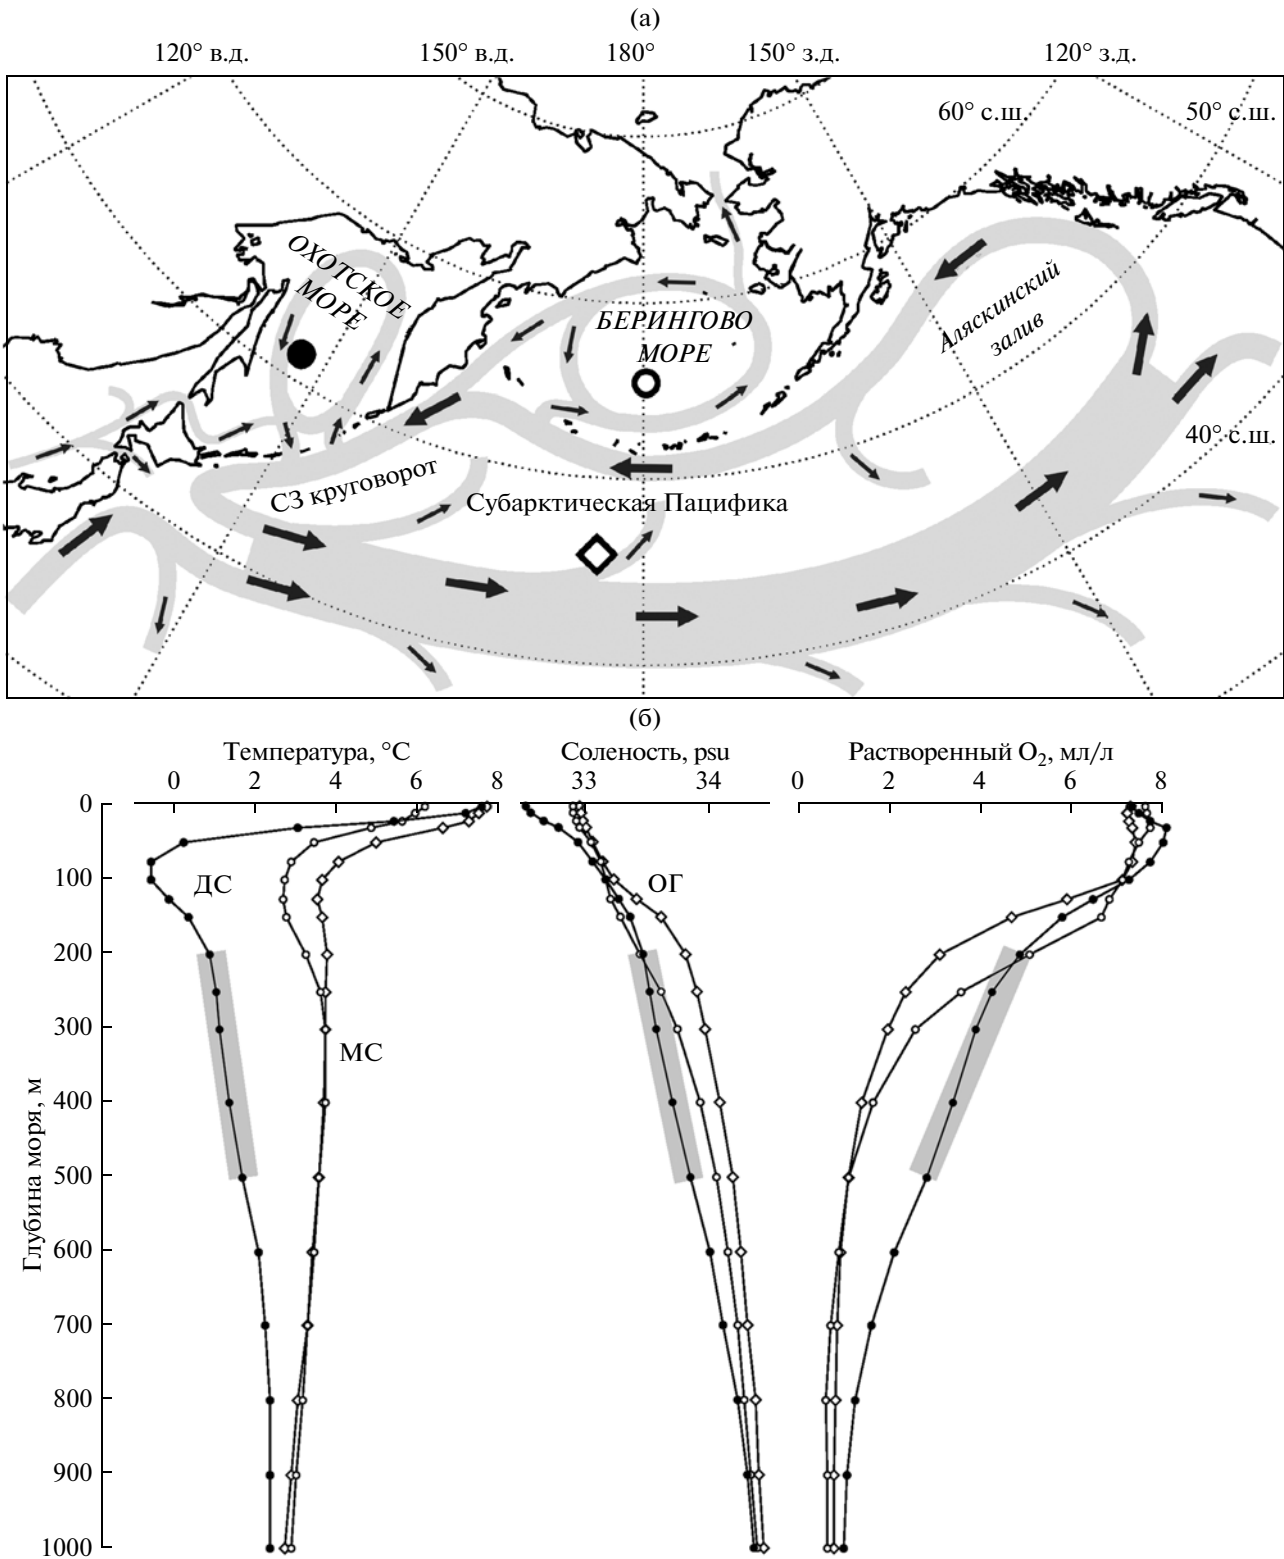 (а)
120° в.д. 150° в.д. 180° 150° з.д. 120° з.д.
60° с.ш. 50° с.ш.
ОХОТСКОЕ
МОРЕ
БЕРИНГОВО
МОРЕ
Аляскинский
залив
40° с.ш.
СЗ круговорот
Субарктическая Пацифика
(б)
Температура, °C Соленость, psu Растворенный O₂, мл/л
0 2 4 6 8 33 34 0 2 4 6 8
0
100
200
300
400
500
600
700
800
900
1000
Глубина моря, м
ДС
ОГ
МС